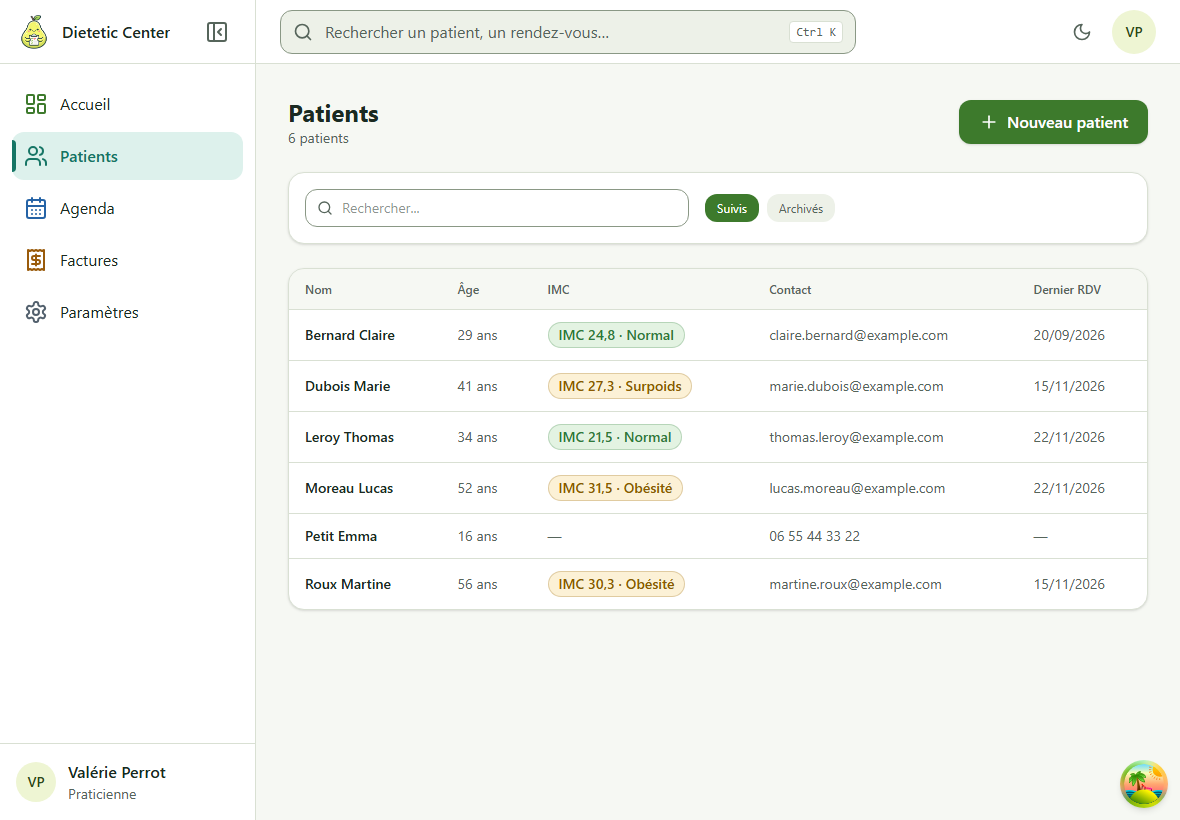 Dietetic Center
Rechercher un patient, un rendez-vous...
Ctrl K
VP
Accueil
Patients
Agenda
Factures
Paramètres
Patients
6 patients
Nouveau patient
Rechercher...
Suivis
Archivés
Nom Âge IMC Contact Dernier RDV
Bernard Claire 29 ans IMC 24,8 · Normal claire.bernard@example.com 20/09/2026
Dubois Marie 41 ans IMC 27,3 · Surpoids marie.dubois@example.com 15/11/2026
Leroy Thomas 34 ans IMC 21,5 · Normal thomas.leroy@example.com 22/11/2026
Moreau Lucas 52 ans IMC 31,5 · Obésité lucas.moreau@example.com 22/11/2026
Petit Emma 16 ans — 06 55 44 33 22 —
Roux Martine 56 ans IMC 30,3 · Obésité martine.roux@example.com 15/11/2026
VP
Valérie Perrot
Praticienne